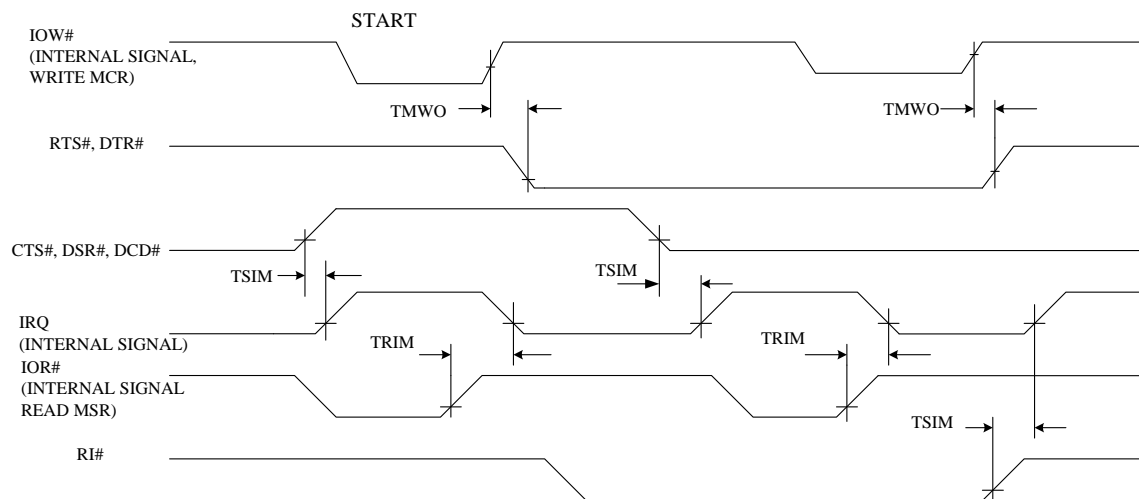 START
IOW#
(INTERNAL SIGNAL,
WRITE MCR)
TMWO
TMWO
RTS#, DTR#
CTS#, DSR#, DCD#
TSIM
TSIM
IRQ
(INTERNAL SIGNAL)
TRIM
TRIM
IOR#
(INTERNAL SIGNAL
READ MSR)
TSIM
RI#